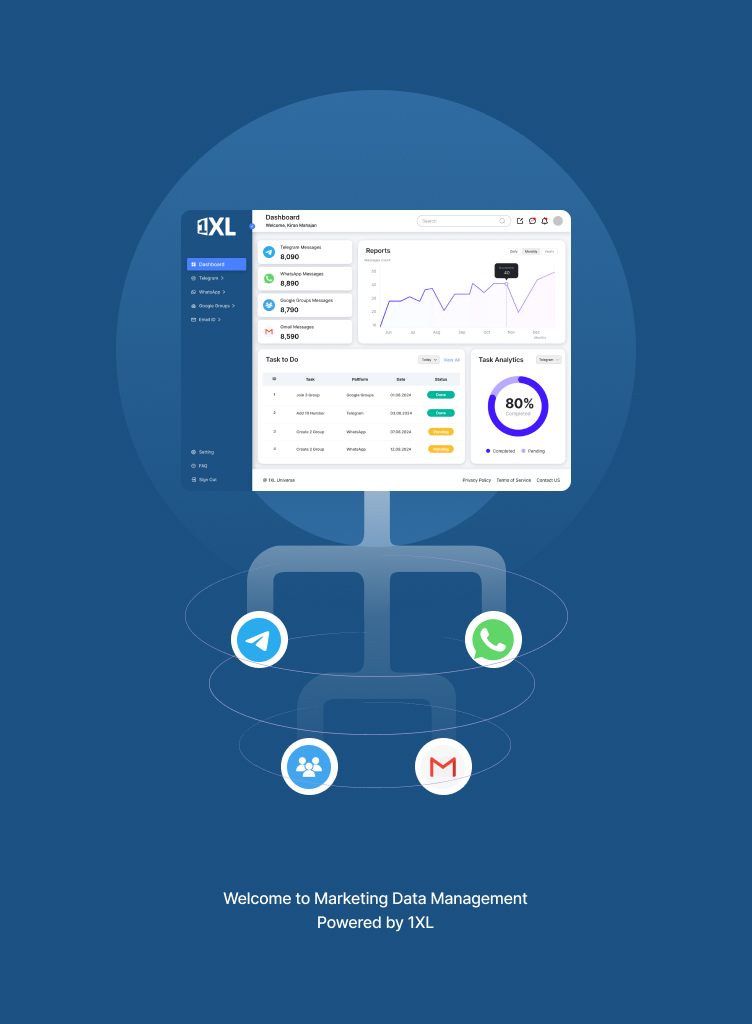 1XL
Dashboard
Welcome, Kiran Mahajan
Search
Dashboard
Telegram
WhatsApp
Google Groups
Email ID
Setting
FAQ
Sign Out
Telegram Messages
8,090
WhatsApp Messages
8,890
Google Groups Messages
8,790
Gmail Messages
8,590
Reports
Daily Monthly Yearly
Messages Count
40
Jun Jul Aug Sep Oct Nov Dec
Months
Task to Do
Today View All
ID Task Paltform Date Status
1 Join 3 Group Google Groups 01.08.2024 Done
2 Add 10 Number Telegram 03.08.2024 Done
3 Create 2 Group WhatsApp 07.08.2024 Pending
4 Create 2 Group WhatsApp 12.08.2024 Pending
Task Analytics
Telegram
80%
Completed
Completed Pending
@ 1XL Universe
Privacy Policy Terms of Service Contact US
Welcome to Marketing Data Management
Powered by 1XL